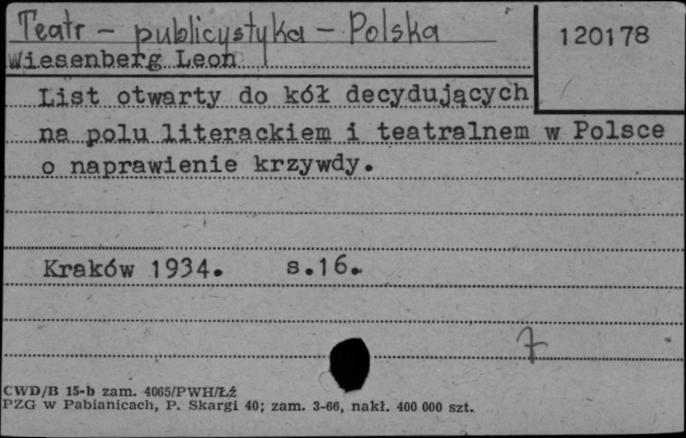 Teatr - publicystyka - Polska
120178
Wiesenberg Leon
List otwarty do kół decydujących
na polu literackiem i teatralnem w Polsce
o naprawienie krzywdy.
Kraków 1934. s.16.
7
CWD/B 15-b zam. 4065/PWH/Łź
PZG w Pabianicach, P. Skargi 40; zam. 3-66, nakł. 400 000 szt.